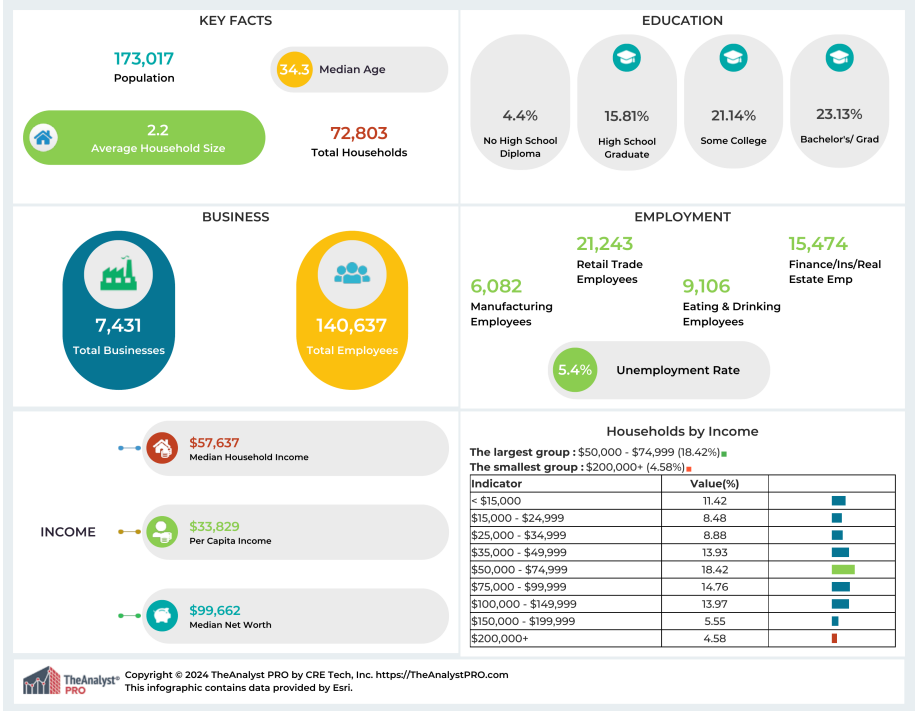 KEY FACTS
173,017
Population
34.3
Median Age
2.2
Average Household Size
72,803
Total Households
EDUCATION
4.4%
No High School
Diploma
15.81%
High School
Graduate
21.14%
Some College
23.13%
Bachelor's/ Grad
BUSINESS
7,431
Total Businesses
140,637
Total Employees
EMPLOYMENT
6,082
Manufacturing
Employees
21,243
Retail Trade
Employees
9,106
Eating & Drinking
Employees
15,474
Finance/Ins/Real
Estate Emp
5.4%
Unemployment Rate
INCOME
$57,637
Median Household Income
$33,829
Per Capita Income
$99,662
Median Net Worth
Households by Income
The largest group : $50,000 - $74,999 (18.42%)
The smallest group : $200,000+ (4.58%)
Indicator Value(%)
< $15,000 11.42
$15,000 - $24,999 8.48
$25,000 - $34,999 8.88
$35,000 - $49,999 13.93
$50,000 - $74,999 18.42
$75,000 - $99,999 14.76
$100,000 - $149,999 13.97
$150,000 - $199,999 5.55
$200,000+ 4.58
TheAnalyst®
PRO
Copyright © 2024 TheAnalyst PRO by CRE Tech, Inc. https://TheAnalystPRO.com
This infographic contains data provided by Esri.